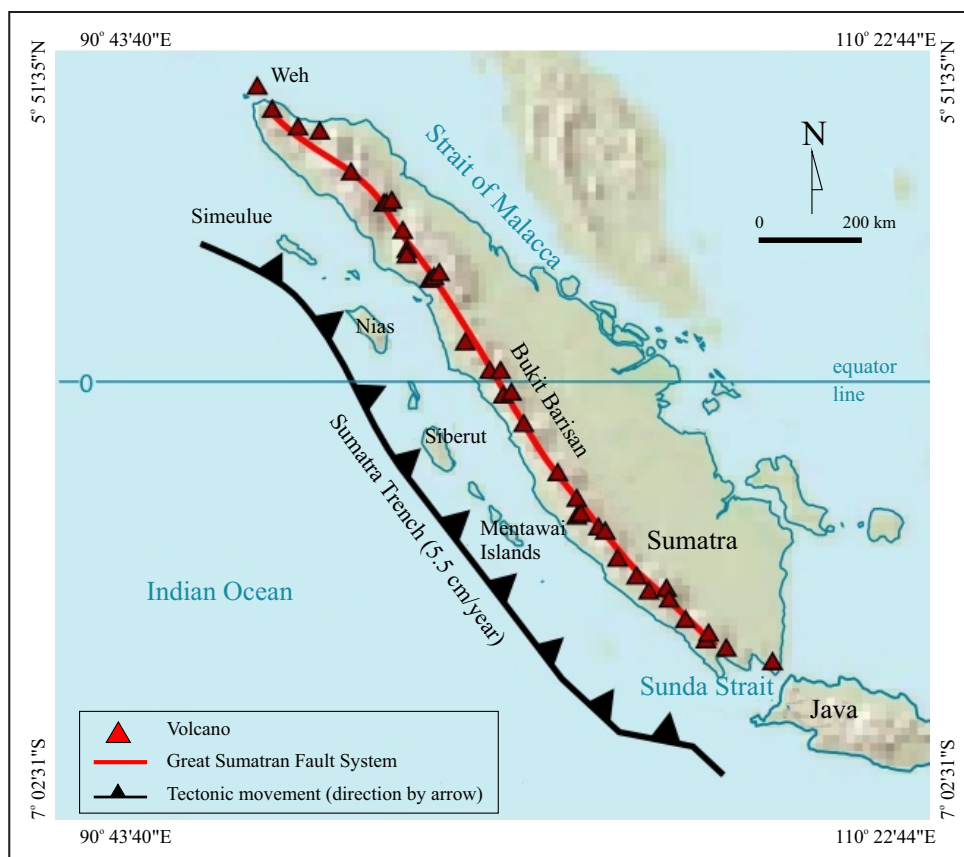 90° 43'40"E
110° 22'44"E
5° 51'35"N
5° 51'35"N
Weh
N
Strait of Malacca
0 200 km
Simeulue
Nias
Bukit Barisan
equator
line
0
Siberut
Sumatra Trench (5.5 cm/year)
Mentawai
Islands
Sumatra
Indian Ocean
Sunda Strait
Java
Volcano
Great Sumatran Fault System
Tectonic movement (direction by arrow)
7° 02'31"S
7° 02'31"S
90° 43'40"E
110° 22'44"E